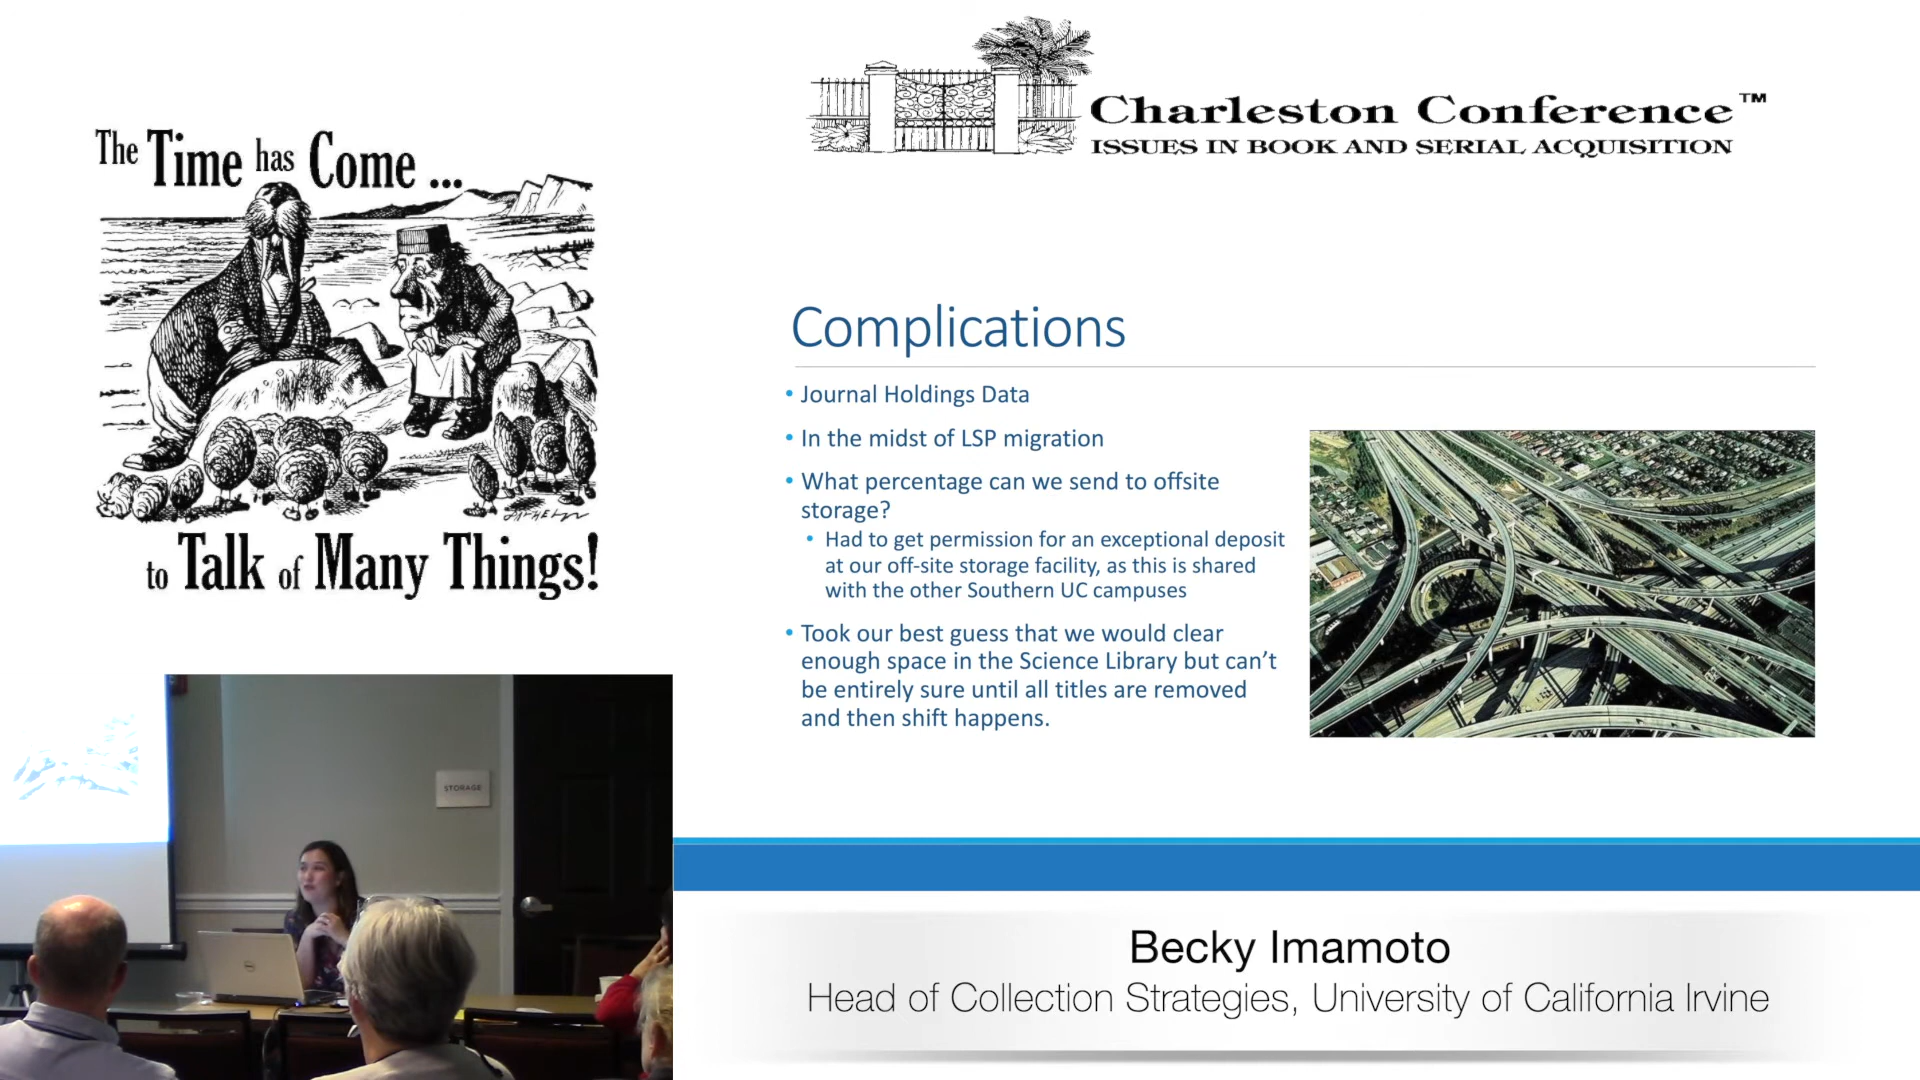 The Time has Come ...
to Talk of Many Things!
Charleston Conference™
ISSUES IN BOOK AND SERIAL ACQUISITION
Complications
• Journal Holdings Data
• In the midst of LSP migration
• What percentage can we send to offsite
storage?
• Had to get permission for an exceptional deposit
at our off-site storage facility, as this is shared
with the other Southern UC campuses
• Took our best guess that we would clear
enough space in the Science Library but can’t
be entirely sure until all titles are removed
and then shift happens.
STORAGE
Becky Imamoto
Head of Collection Strategies, University of California Irvine